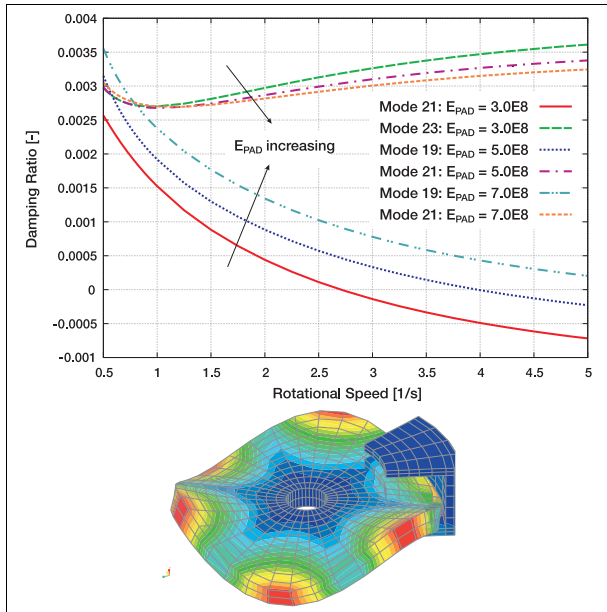 0.004
0.0035
0.003
0.0025
0.002
0.0015
0.001
0.0005
0
-0.0005
-0.001
Damping Ratio [-]
E_PAD increasing
Mode 21: E_PAD = 3.0E8
Mode 23: E_PAD = 3.0E8
Mode 19: E_PAD = 5.0E8
Mode 21: E_PAD = 5.0E8
Mode 19: E_PAD = 7.0E8
Mode 21: E_PAD = 7.0E8
0.5 1 1.5 2 2.5 3 3.5 4 4.5 5
Rotational Speed [1/s]